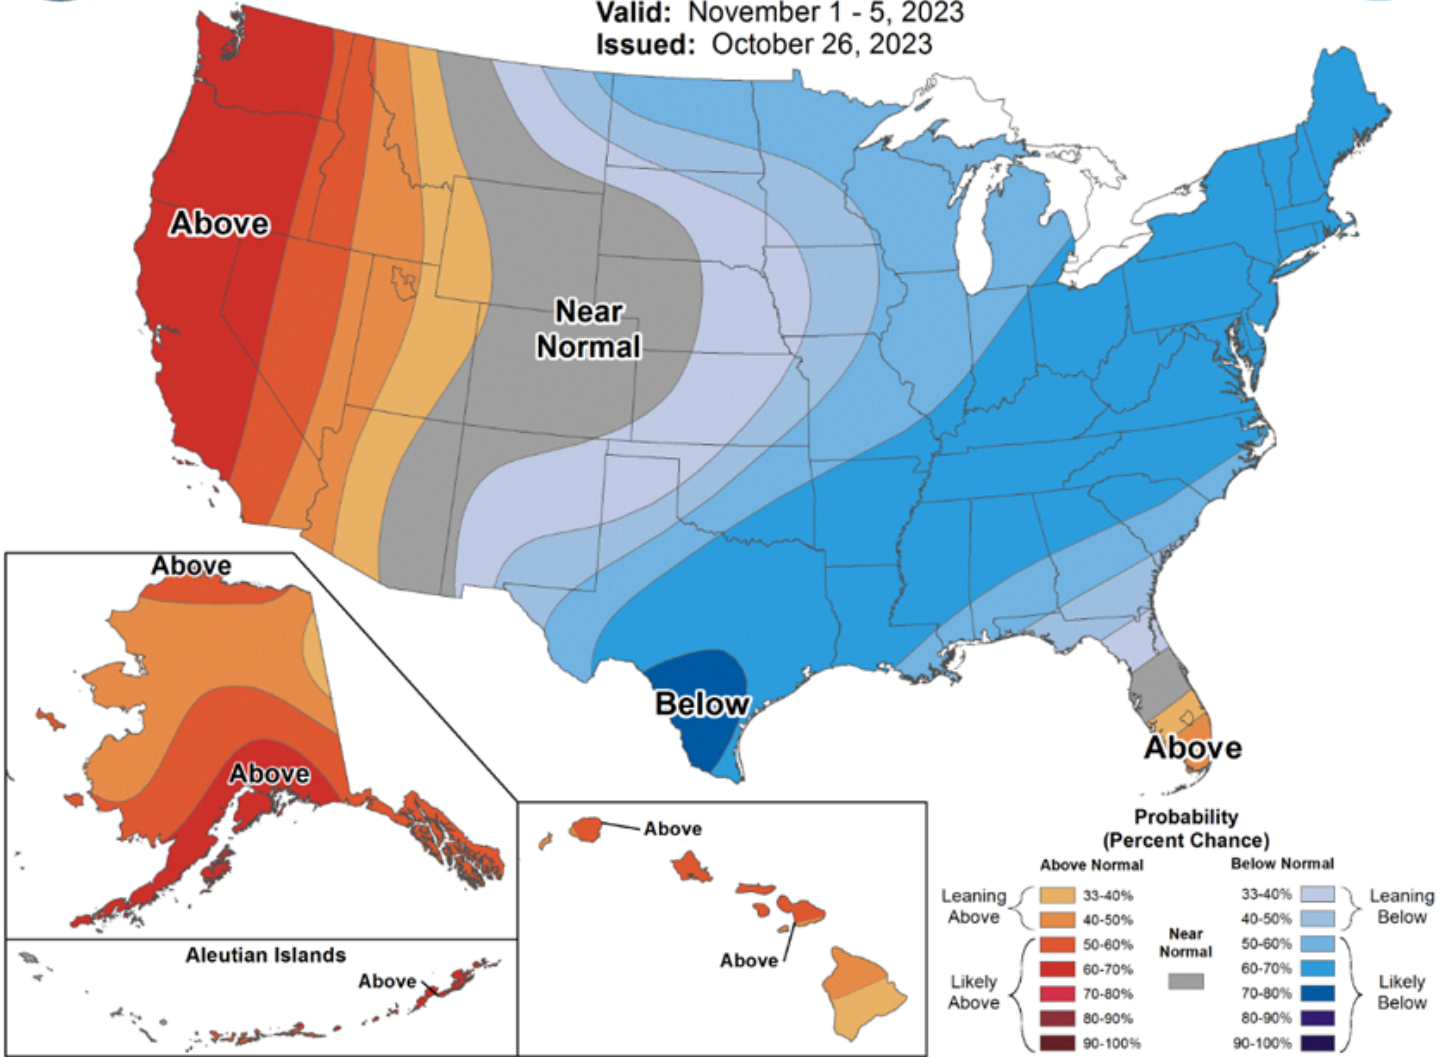 Valid: November 1 - 5, 2023
Issued: October 26, 2023
Above
Near
Normal
Below
Above
Above
Above
Aleutian Islands
Above
Above
Above
Probability
(Percent Chance)
Above Normal
Below Normal
Leaning
Above
33-40%
40-50%
Likely
Above
50-60%
60-70%
70-80%
80-90%
90-100%
Near
Normal
33-40%
40-50%
Leaning
Below
50-60%
60-70%
70-80%
80-90%
90-100%
Likely
Below